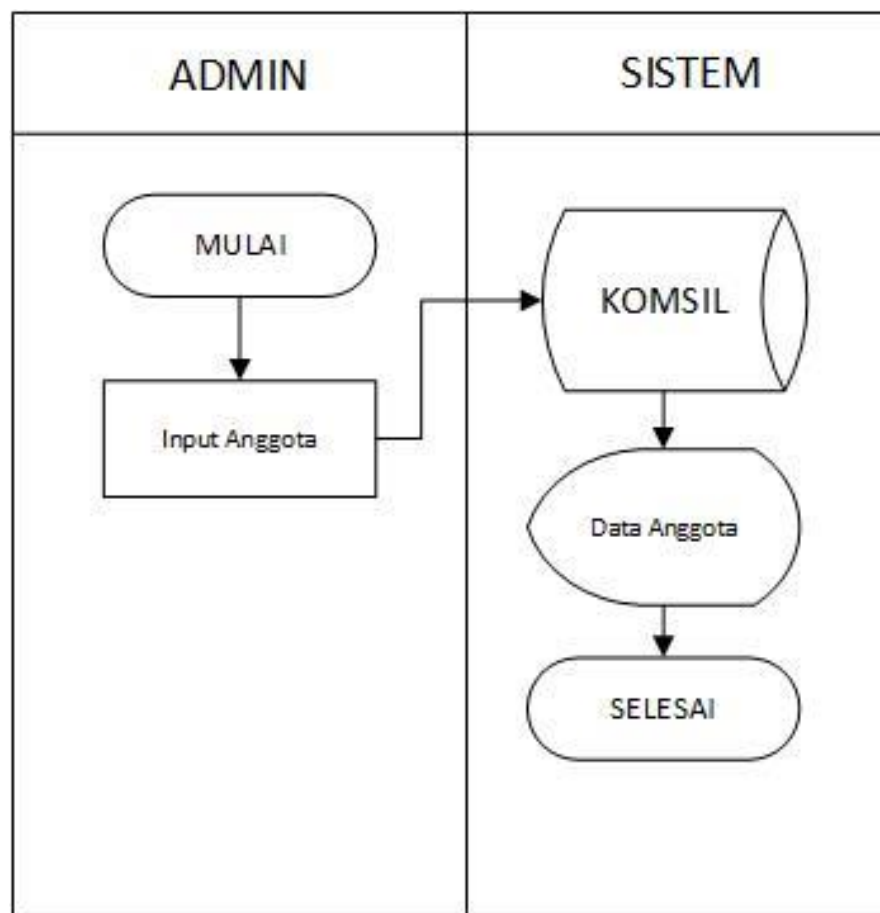 ADMIN
SISTEM
MULAI
Input Anggota
KOMSIL
Data Anggota
SELESAI